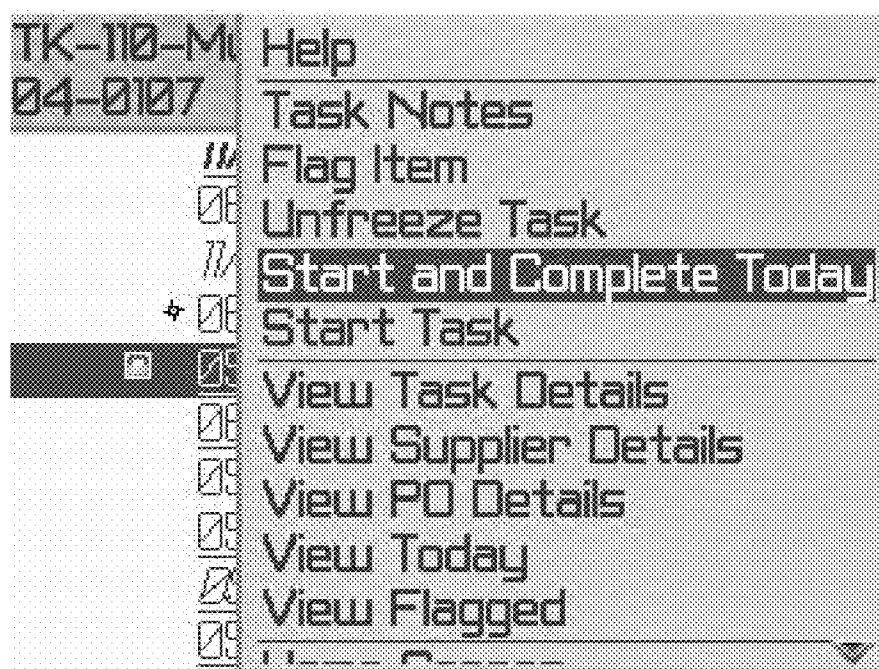 TK-110-Mu
04-0107
Help
Task Notes
Flag Item
Unfreeze Task
Start and Complete Today
Start Task
View Task Details
View Supplier Details
View PO Details
View Today
View Flagged